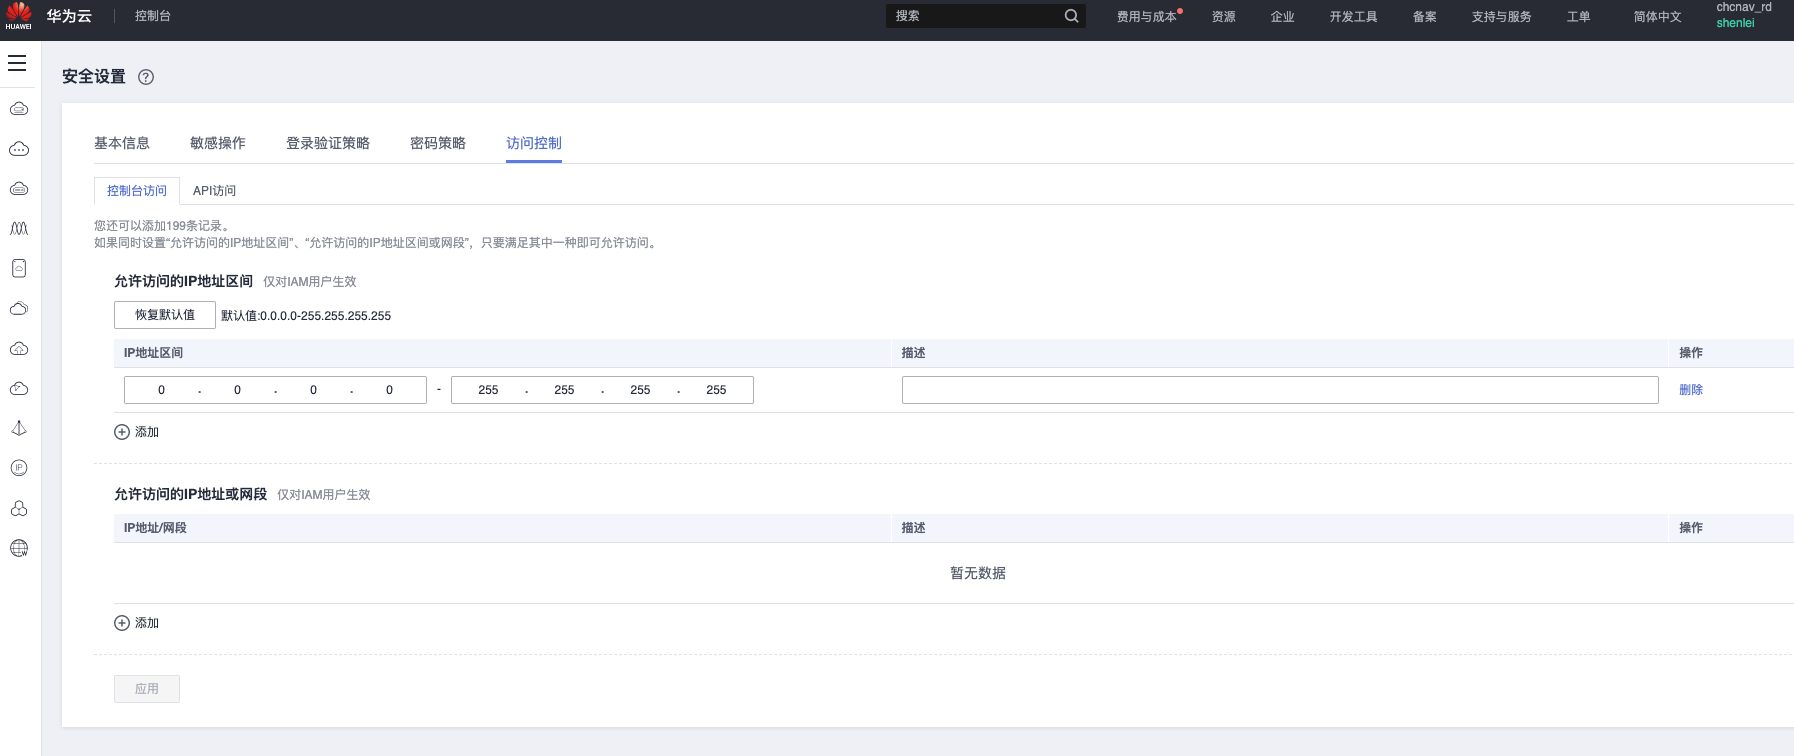 HUAWEI 华为云 控制台 搜索 费用与成本 资源 企业 开发工具 备案 支持与服务 工单 简体中文 chcnav_rd
shenlei
安全设置 ?
基本信息 敏感操作 登录验证策略 密码策略 访问控制
控制台访问 API访问
您还可以添加199条记录。
如果同时设置“允许访问的IP地址区间”、“允许访问的IP地址区间或网段”，只要满足其中一种即可允许访问。
允许访问的IP地址区间 仅对IAM用户生效
恢复默认值 默认值:0.0.0.0-255.255.255.255
IP地址区间 描述 操作
0 . 0 . 0 . 0 - 255 . 255 . 255 . 255 删除
添加
允许访问的IP地址或网段 仅对IAM用户生效
IP地址/网段 描述 操作
暂无数据
添加
应用
IP